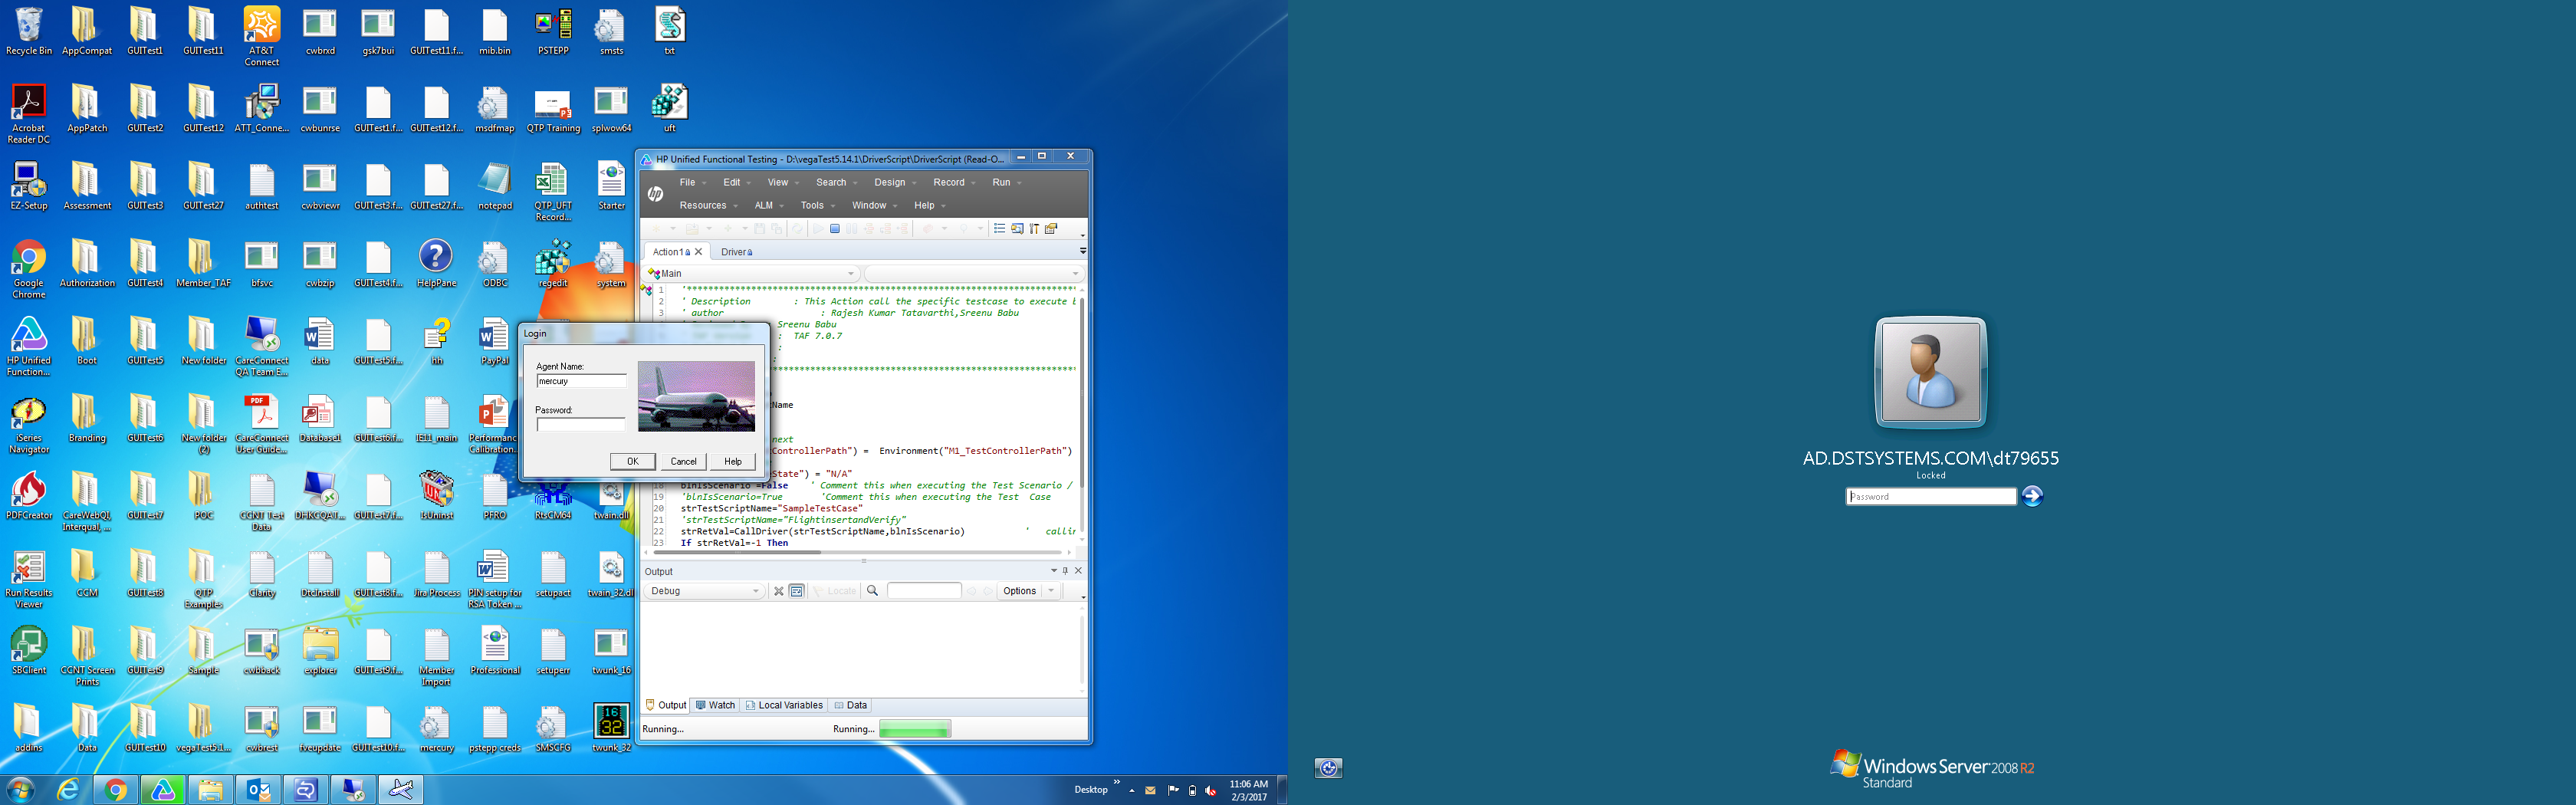 Recycle Bin
AppCompat
GUITest1
GUITest11
AT&T
Connect
cwbrxd
gsk7bui
GUITest11.f...
mib.bin
PSTEPP
smsts
txt
Acrobat
Reader DC
AppPatch
GUITest2
GUITest12
ATT_Conne...
cwbunrse
GUITest1.f...
GUITest12.f...
msdfmap
QTP Training
splwow64
uft
EZ-Setup
Assessment
GUITest3
GUITest27
authtest
cwbviewr
GUITest3.f...
GUITest27.f...
notepad
QTP_UFT
Record...
Starter
Google
Chrome
Authorization
GUITest4
Member_TAF
bfsvc
cwbzip
GUITest4.f...
HelpPane
ODBC
regedit
system
HP Unified
Function...
Boot
GUITest5
New folder
CareConnect
QA Team E...
data
GUITest5.f...
hh
PayPal
iSeries
Navigator
Branding
GUITest6
New folder
(2)
CareConnect
User Guide...
Database1
GUITest6.f...
IE11_main
Performanc
Calibration...
PDFCreator
CareWebQI,
Interqual, ...
GUITest7
POC
CCNT Test
Data
DHKCQAT...
GUITest7.f...
IsUninst
PFRO
RtsCM64
twain.dll
Run Results
Viewer
CCM
GUITest8
QTP
Examples
Clarity
DtcInstall
GUITest8.f...
Jira Process
PIN setup for
RSA Token ...
setupact
twain_32.dl
SBClient
CCNT Screen
Prints
GUITest9
Sample
cwbback
explorer
GUITest9.f...
Member
Import
Professional
setuperr
twunk_16
addins
Data
GUITest10
vegaTest5.1...
cwbrest
fveupdate
GUITest10.f...
mercury
pstepp creds
SMSCFG
twunk_32
HP Unified Functional Testing - D:\vegaTest5.14.1\DriverScript\DriverScript (Read-O...
File Edit View Search Design Record Run
Resources ALM Tools Window Help
Action1 Driver
Main
1 '************************************************************************
2 ' Description : This Action call the specific testcase to execute b
3 ' author : Rajesh Kumar Tatavarthi,Sreenu Babu
Sreenu Babu
: TAF 7.0.7
:
:
************************************************
tName
next
ControllerPath") = Environment("M1_TestControllerPath")
State") = "N/A"
18 blnIsScenario =False ' Comment this when executing the Test Scenario /
19 'blnIsScenario=True 'Comment this when executing the Test Case
20 strTestScriptName="SampleTestCase"
21 'strTestScriptName="FlightinsertandVerify"
22 strRetVal=CallDriver(strTestScriptName,blnIsScenario) ' callin
23 If strRetVal=-1 Then
Login
Agent Name:
mercury
Password:
OK Cancel Help
Output
Debug
Locate
Options
Output Watch Local Variables Data
Running...
Running...
Desktop
11:06 AM
2/3/2017
AD.DSTSYSTEMS.COM\dt79655
Locked
Password
Windows Server 2008 R2
Standard